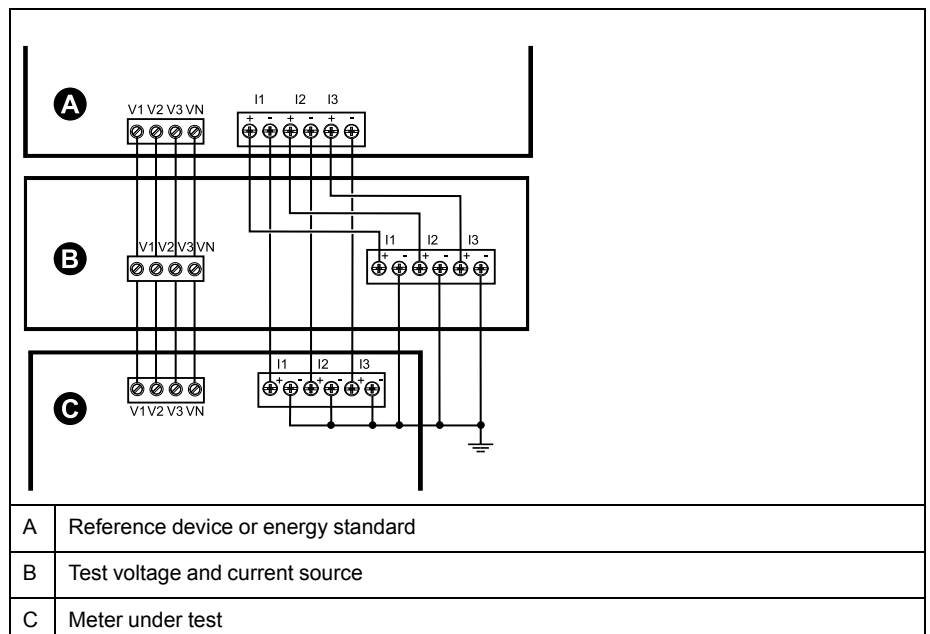 A
V1 V2 V3 VN
I1 I2 I3
+ - + - + -
B
V1 V2 V3 VN
I1 I2 I3
+ - + - + -
C
I1 I2 I3
+ - + - + -
V1 V2 V3 VN
A Reference device or energy standard
B Test voltage and current source
C Meter under test